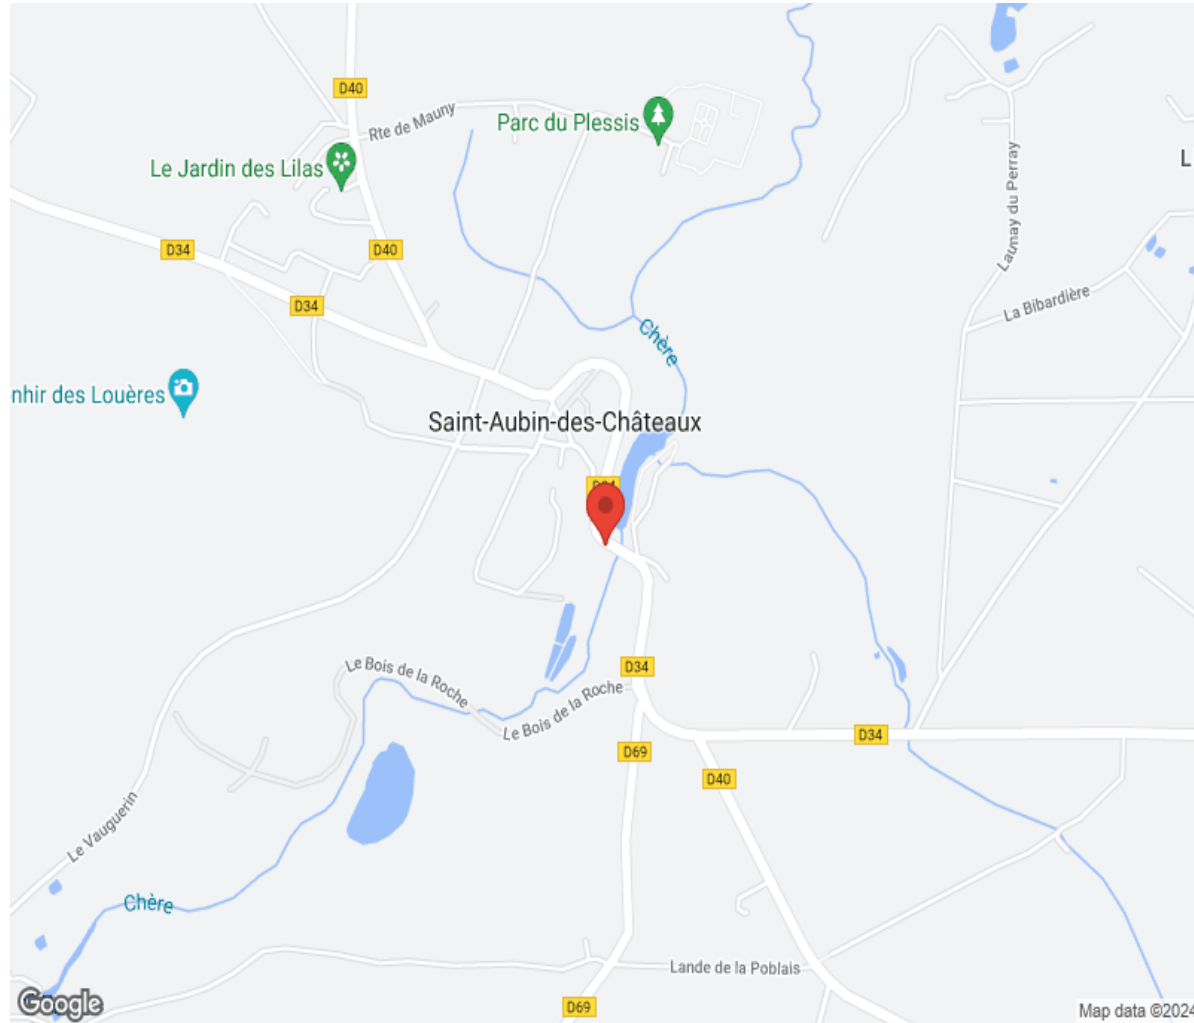 D40
Rte de Mauny
Parc du Plessis
Le Jardin des Lilas
L
Launay du Perray
D34
D40
D34
La Bibardière
Chère
nhir des Louères
Saint-Aubin-des-Châteaux
Le Bois de la Roche
D34
Le Bois de la Roche
D34
D69
D40
Le Vauguerin
Chère
Lande de la Poblais
D69
Google
Map data ©2024